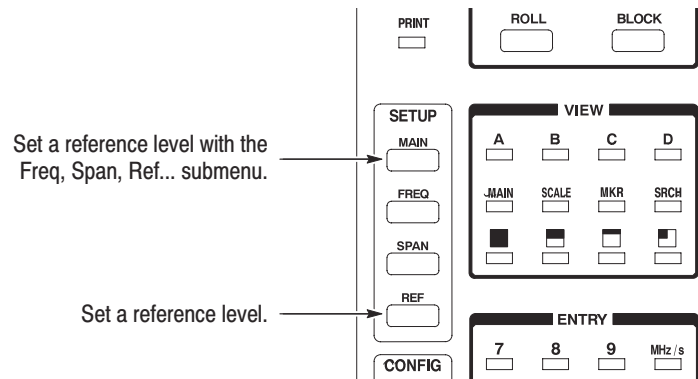 PRINT
ROLL BLOCK
SETUP
MAIN
FREQ
SPAN
REF
CONFIG
VIEW
A B C D
MAIN SCALE MKR SRCH
ENTRY
7 8 9 MHz/s
Set a reference level with the
Freq, Span, Ref... submenu.
Set a reference level.